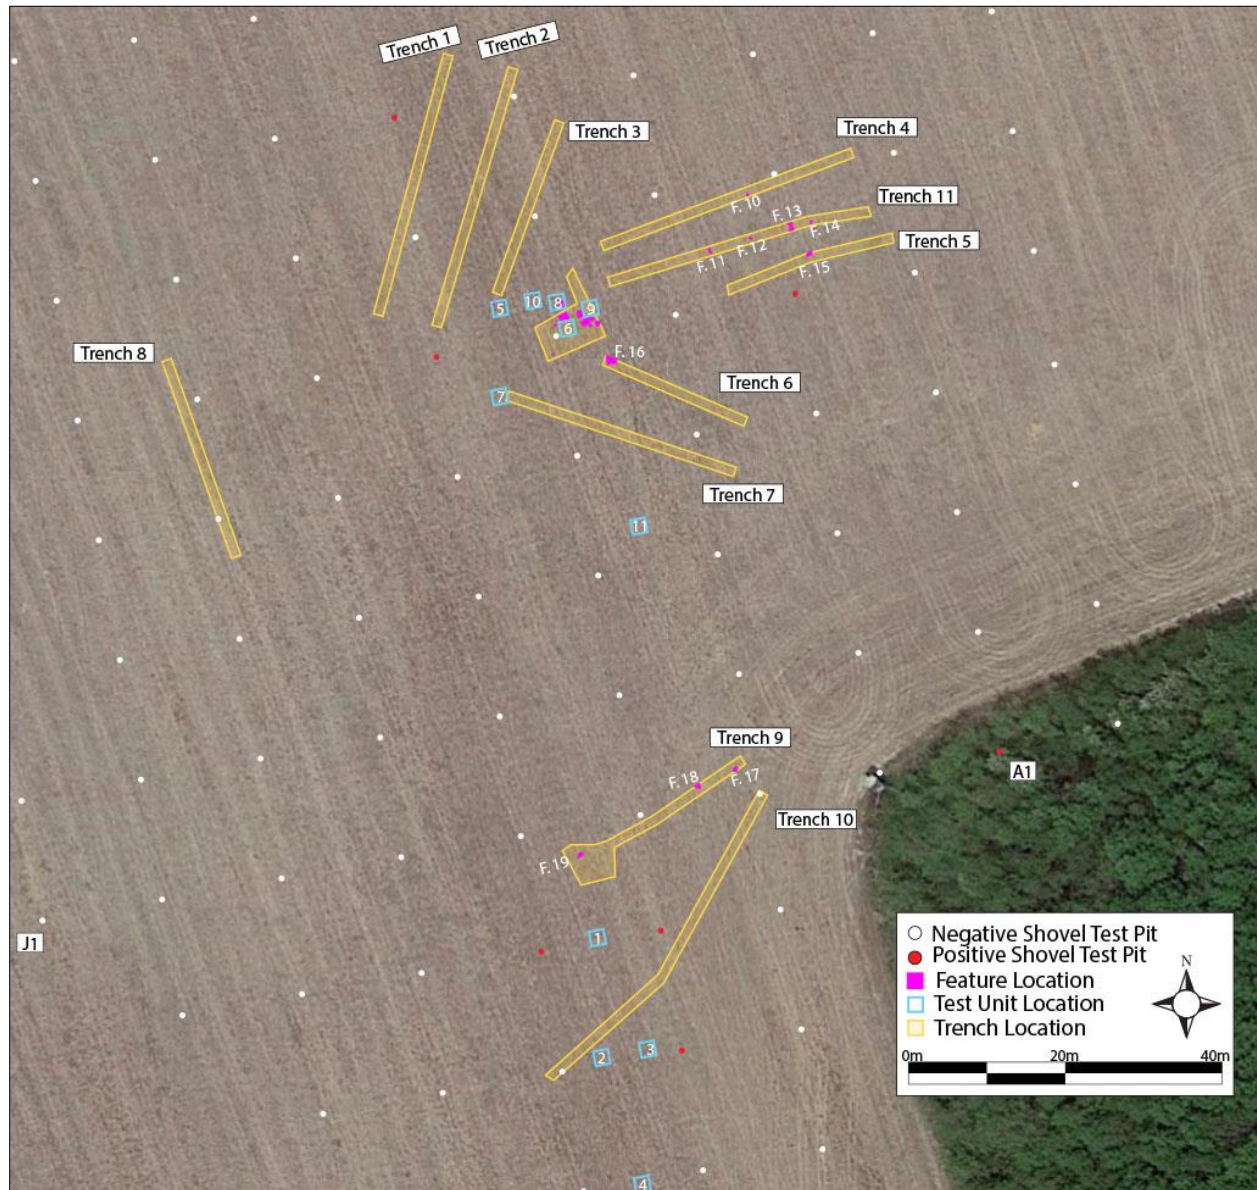 Trench 1
Trench 2
Trench 3
Trench 4
Trench 11
F. 10
F. 13
F. 14
F. 12
F. 11
Trench 5
F. 15
5
10
8
9
6
F. 16
Trench 8
Trench 6
7
Trench 7
11
Trench 9
F. 18
F. 17
A1
Trench 10
F. 19
1
J1
2
3
4
Negative Shovel Test Pit
Positive Shovel Test Pit
Feature Location
Test Unit Location
Trench Location
N
0m 20m 40m